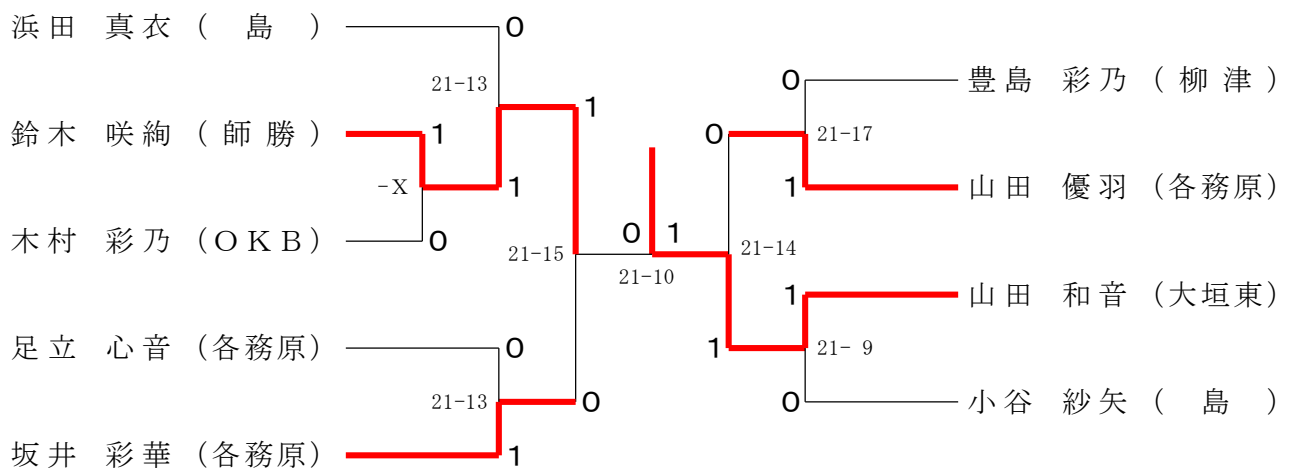 浜田 真衣 ( 島 ) 0
21-13
豊島 彩乃 ( 柳津 ) 0
1
鈴木 咲絢 ( 師勝 ) 1
0
21-17
-X
1
1
山田 優羽 (各務原)
木村 彩乃 (OKB) 0
21-15
0 1
21-10
21-14
1
山田 和音 (大垣東)
足立 心音 (各務原) 0
1
21- 9
21-13
0
0
小谷 紗矢 ( 島 )
坂井 彩華 (各務原) 1